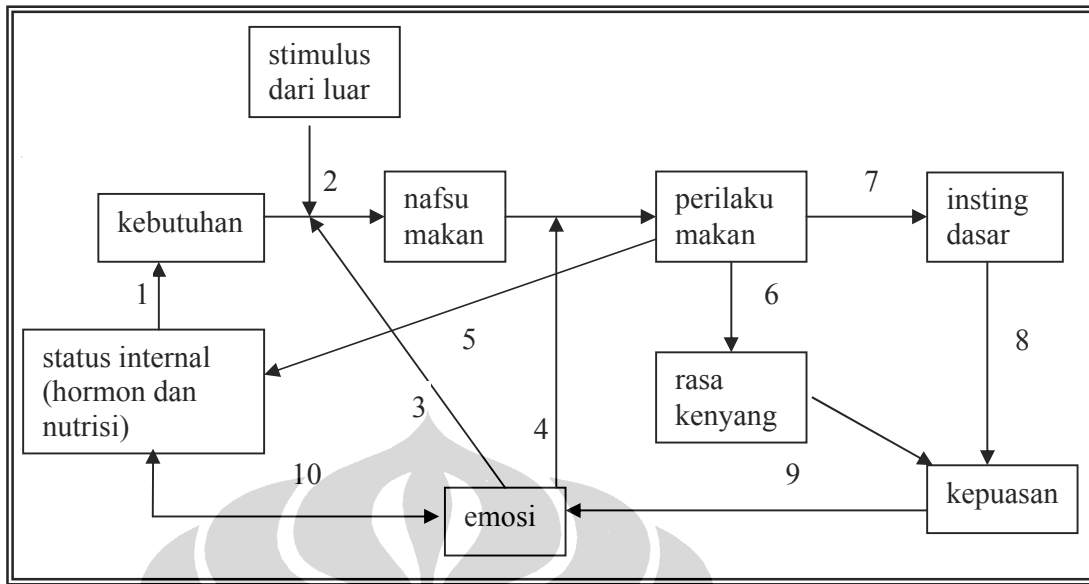 stimulus
dari luar
2
7
kebutuhan
nafsu
makan
perilaku
makan
insting
dasar
1
6
5
8
status internal
(hormon dan
nutrisi)
rasa
kenyang
3
4
10
9
emosi
kepuasan